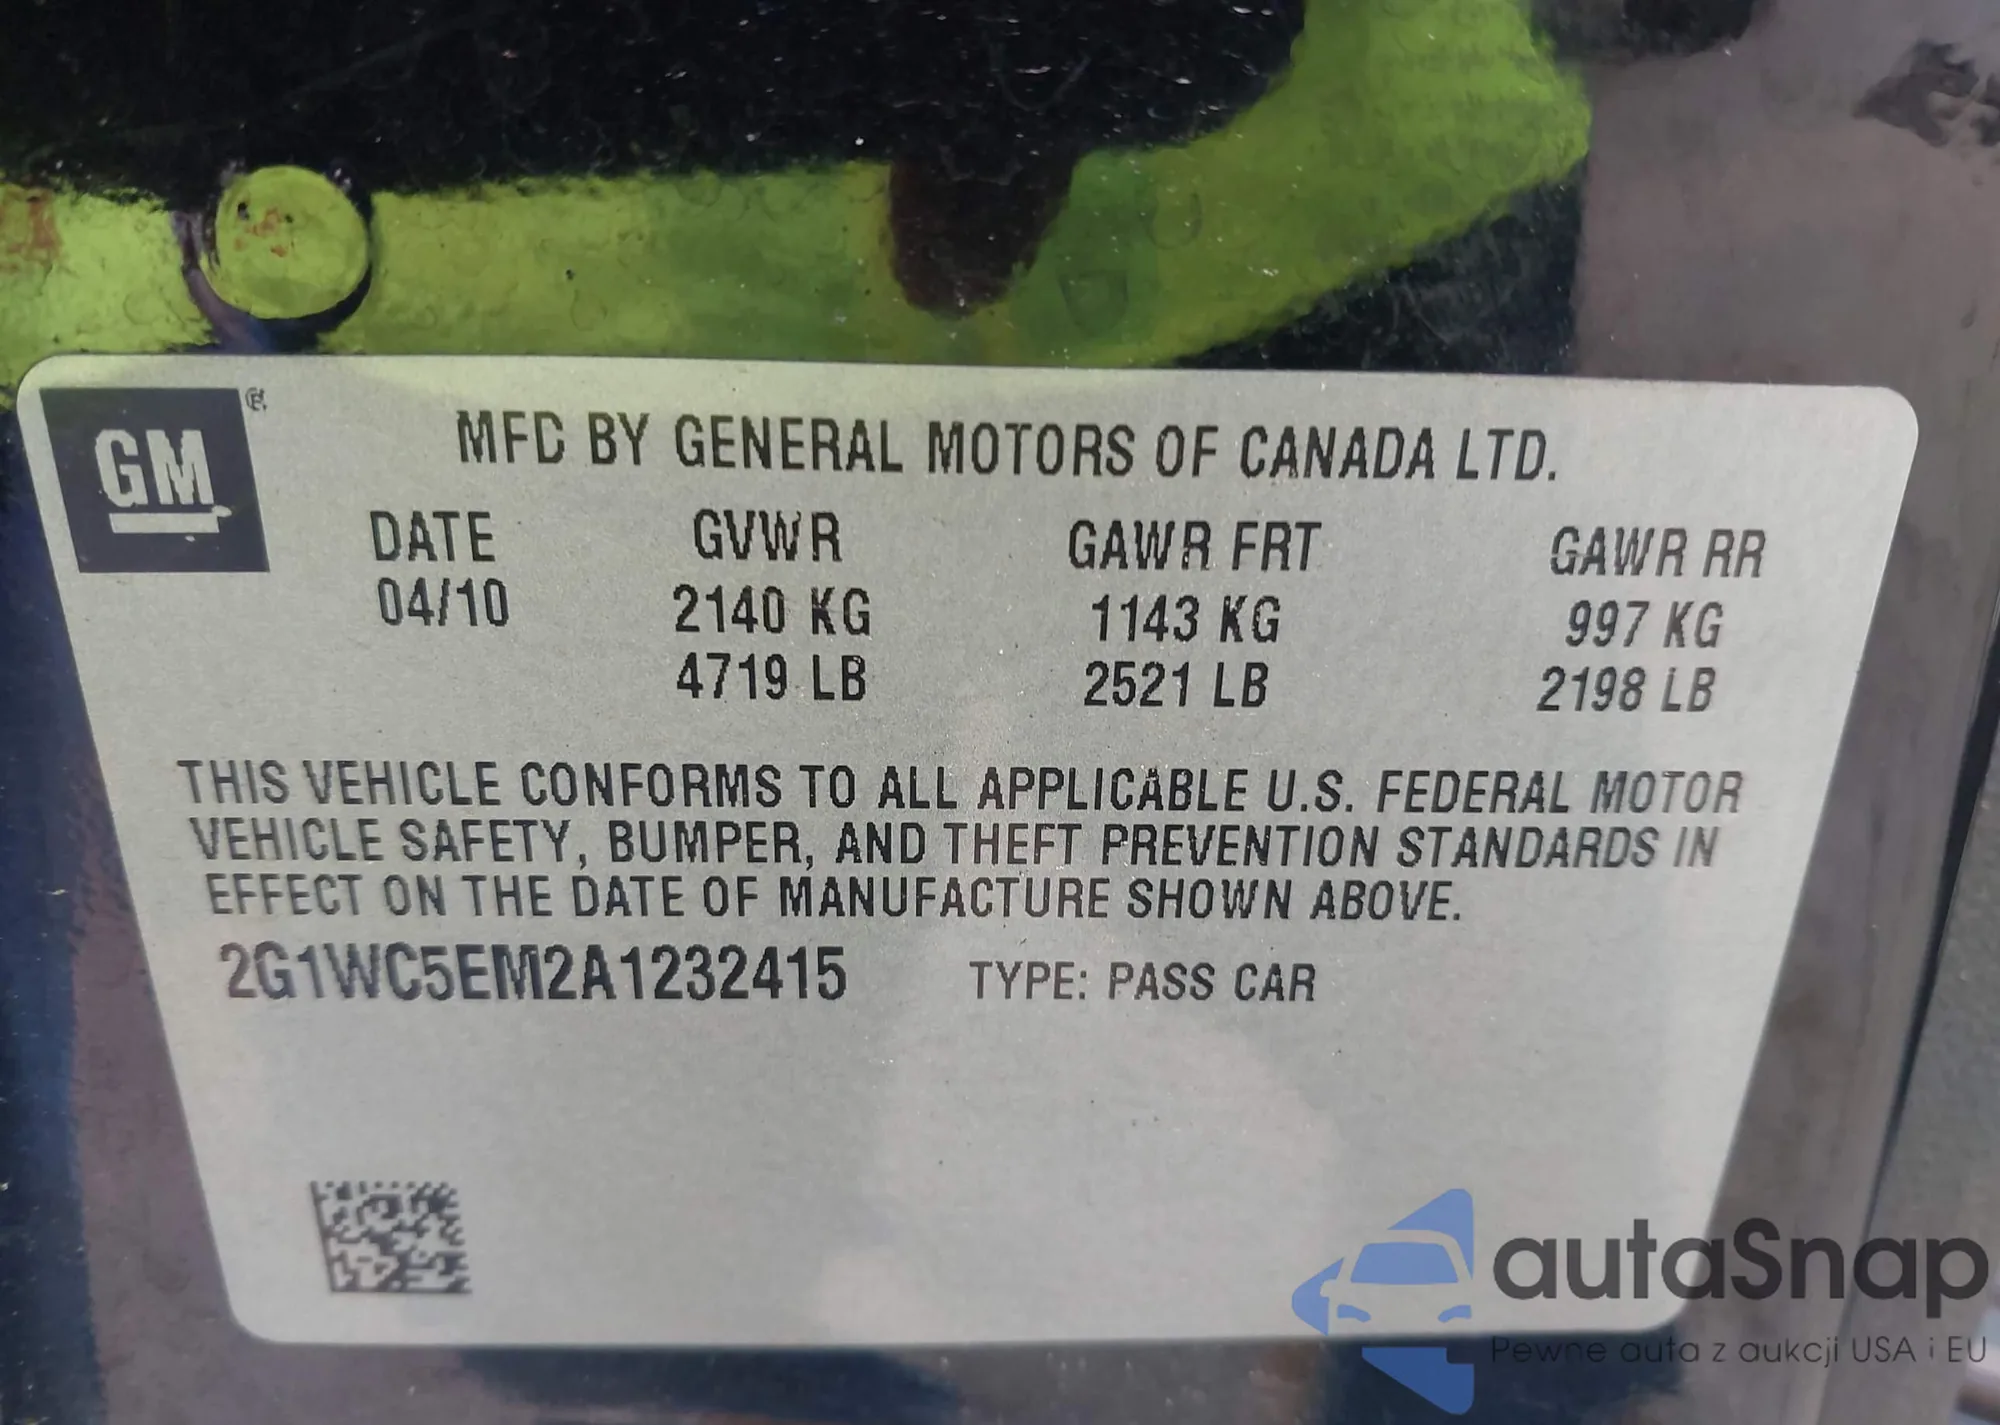 GM
MFD BY GENERAL MOTORS OF CANADA LTD.
DATE GVWR GAWR FRT GAWR RR
04/10 2140 KG 1143 KG 997 KG
4719 LB 2521 LB 2198 LB
THIS VEHICLE CONFORMS TO ALL APPLICABLE U.S. FEDERAL MOTOR
VEHICLE SAFETY, BUMPER, AND THEFT PREVENTION STANDARDS IN
EFFECT ON THE DATE OF MANUFACTURE SHOWN ABOVE.
2G1WC5EM2A1232415 TYPE: PASS CAR
autaSnap
Pewne auta z aukcji USA i EU